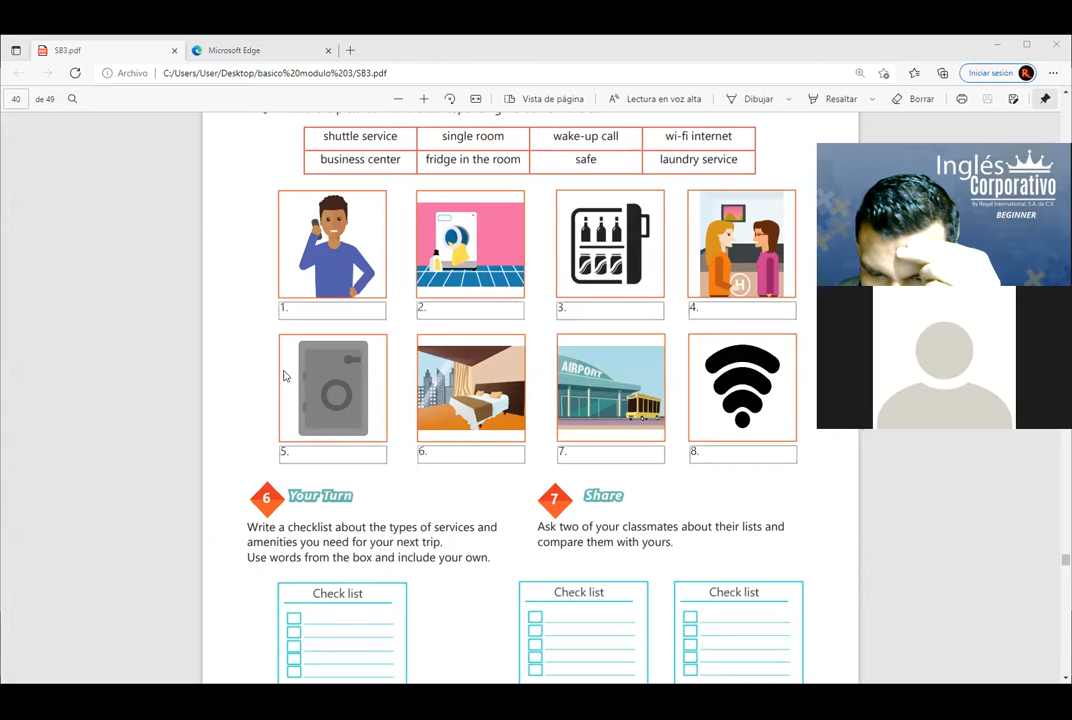 SB3.pdf
Microsoft Edge
Archivo
C:/Users/User/Desktop/basico%20modulo%203/SB3.pdf
Iniciar sesión
R
40
de 49
Vista de página
Lectura en voz alta
Dibujar
Resaltar
Borrar
shuttle service
single room
wake-up call
wi-fi internet
business center
fridge in the room
safe
laundry service
Inglés
Corporativo
By Regal International, S.A. de C.V.
BEGINNER
H
1.
2.
3.
4.
AIRPORT
5.
6.
7.
8.
6
Your Turn
7
Share
Write a checklist about the types of services and
amenities you need for your next trip.
Use words from the box and include your own.
Ask two of your classmates about their lists and
compare them with yours.
Check list
Check list
Check list